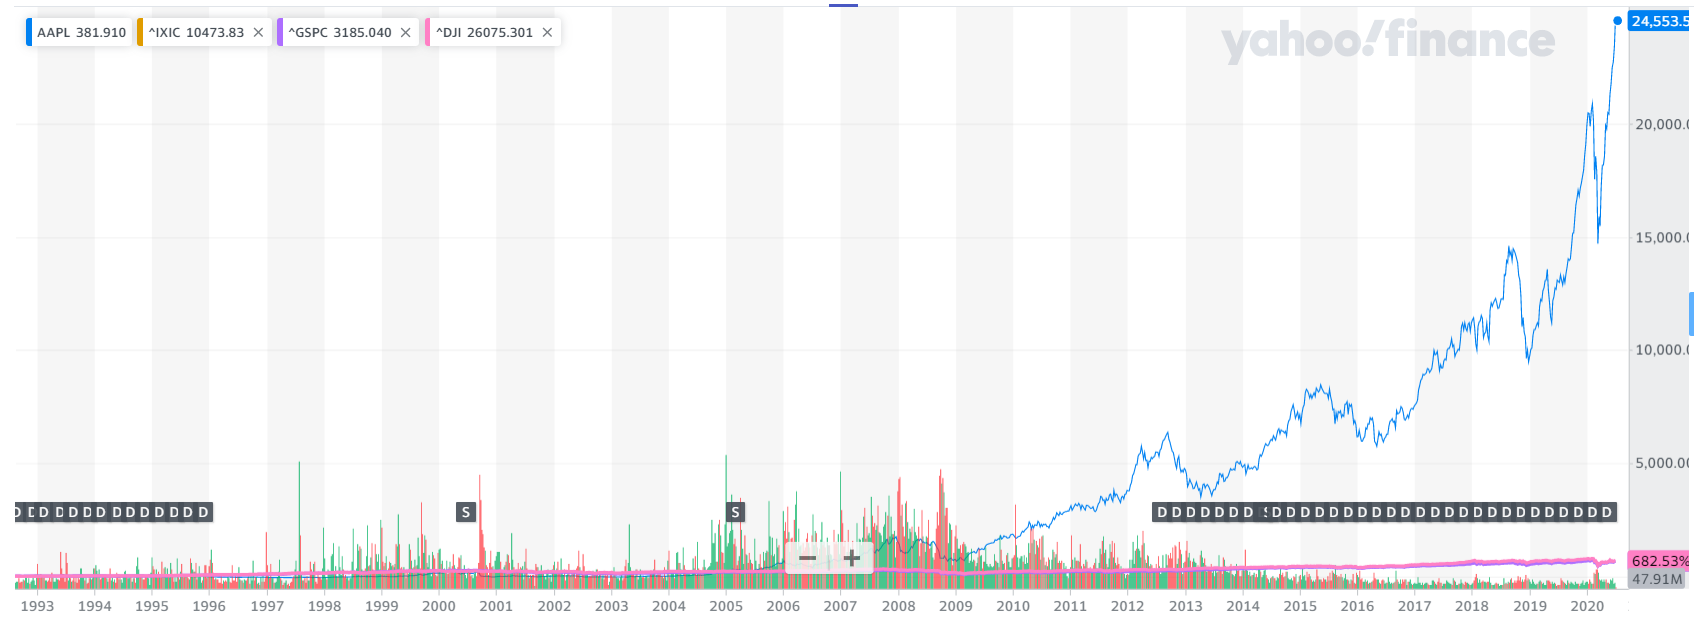 AAPL 381.910 ^IXIC 10473.83 × ^GSPC 3185.040 × ^DJI 26075.301 ×
yahoo!finance
24,553.5
20,000.0
15,000.0
10,000.0
5,000.0
D D D D D D D D D D D D D D S S D D D D D D D S D D D D D D D D D D D D D D D D D D D D D D D D
− +
682.53%
47.91M
1993 1994 1995 1996 1997 1998 1999 2000 2001 2002 2003 2004 2005 2006 2007 2008 2009 2010 2011 2012 2013 2014 2015 2016 2017 2018 2019 2020